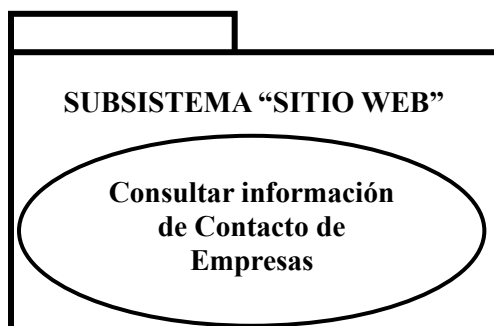 SUBSISTEMA “SITIO WEB”
Consultar información
de Contacto de
Empresas